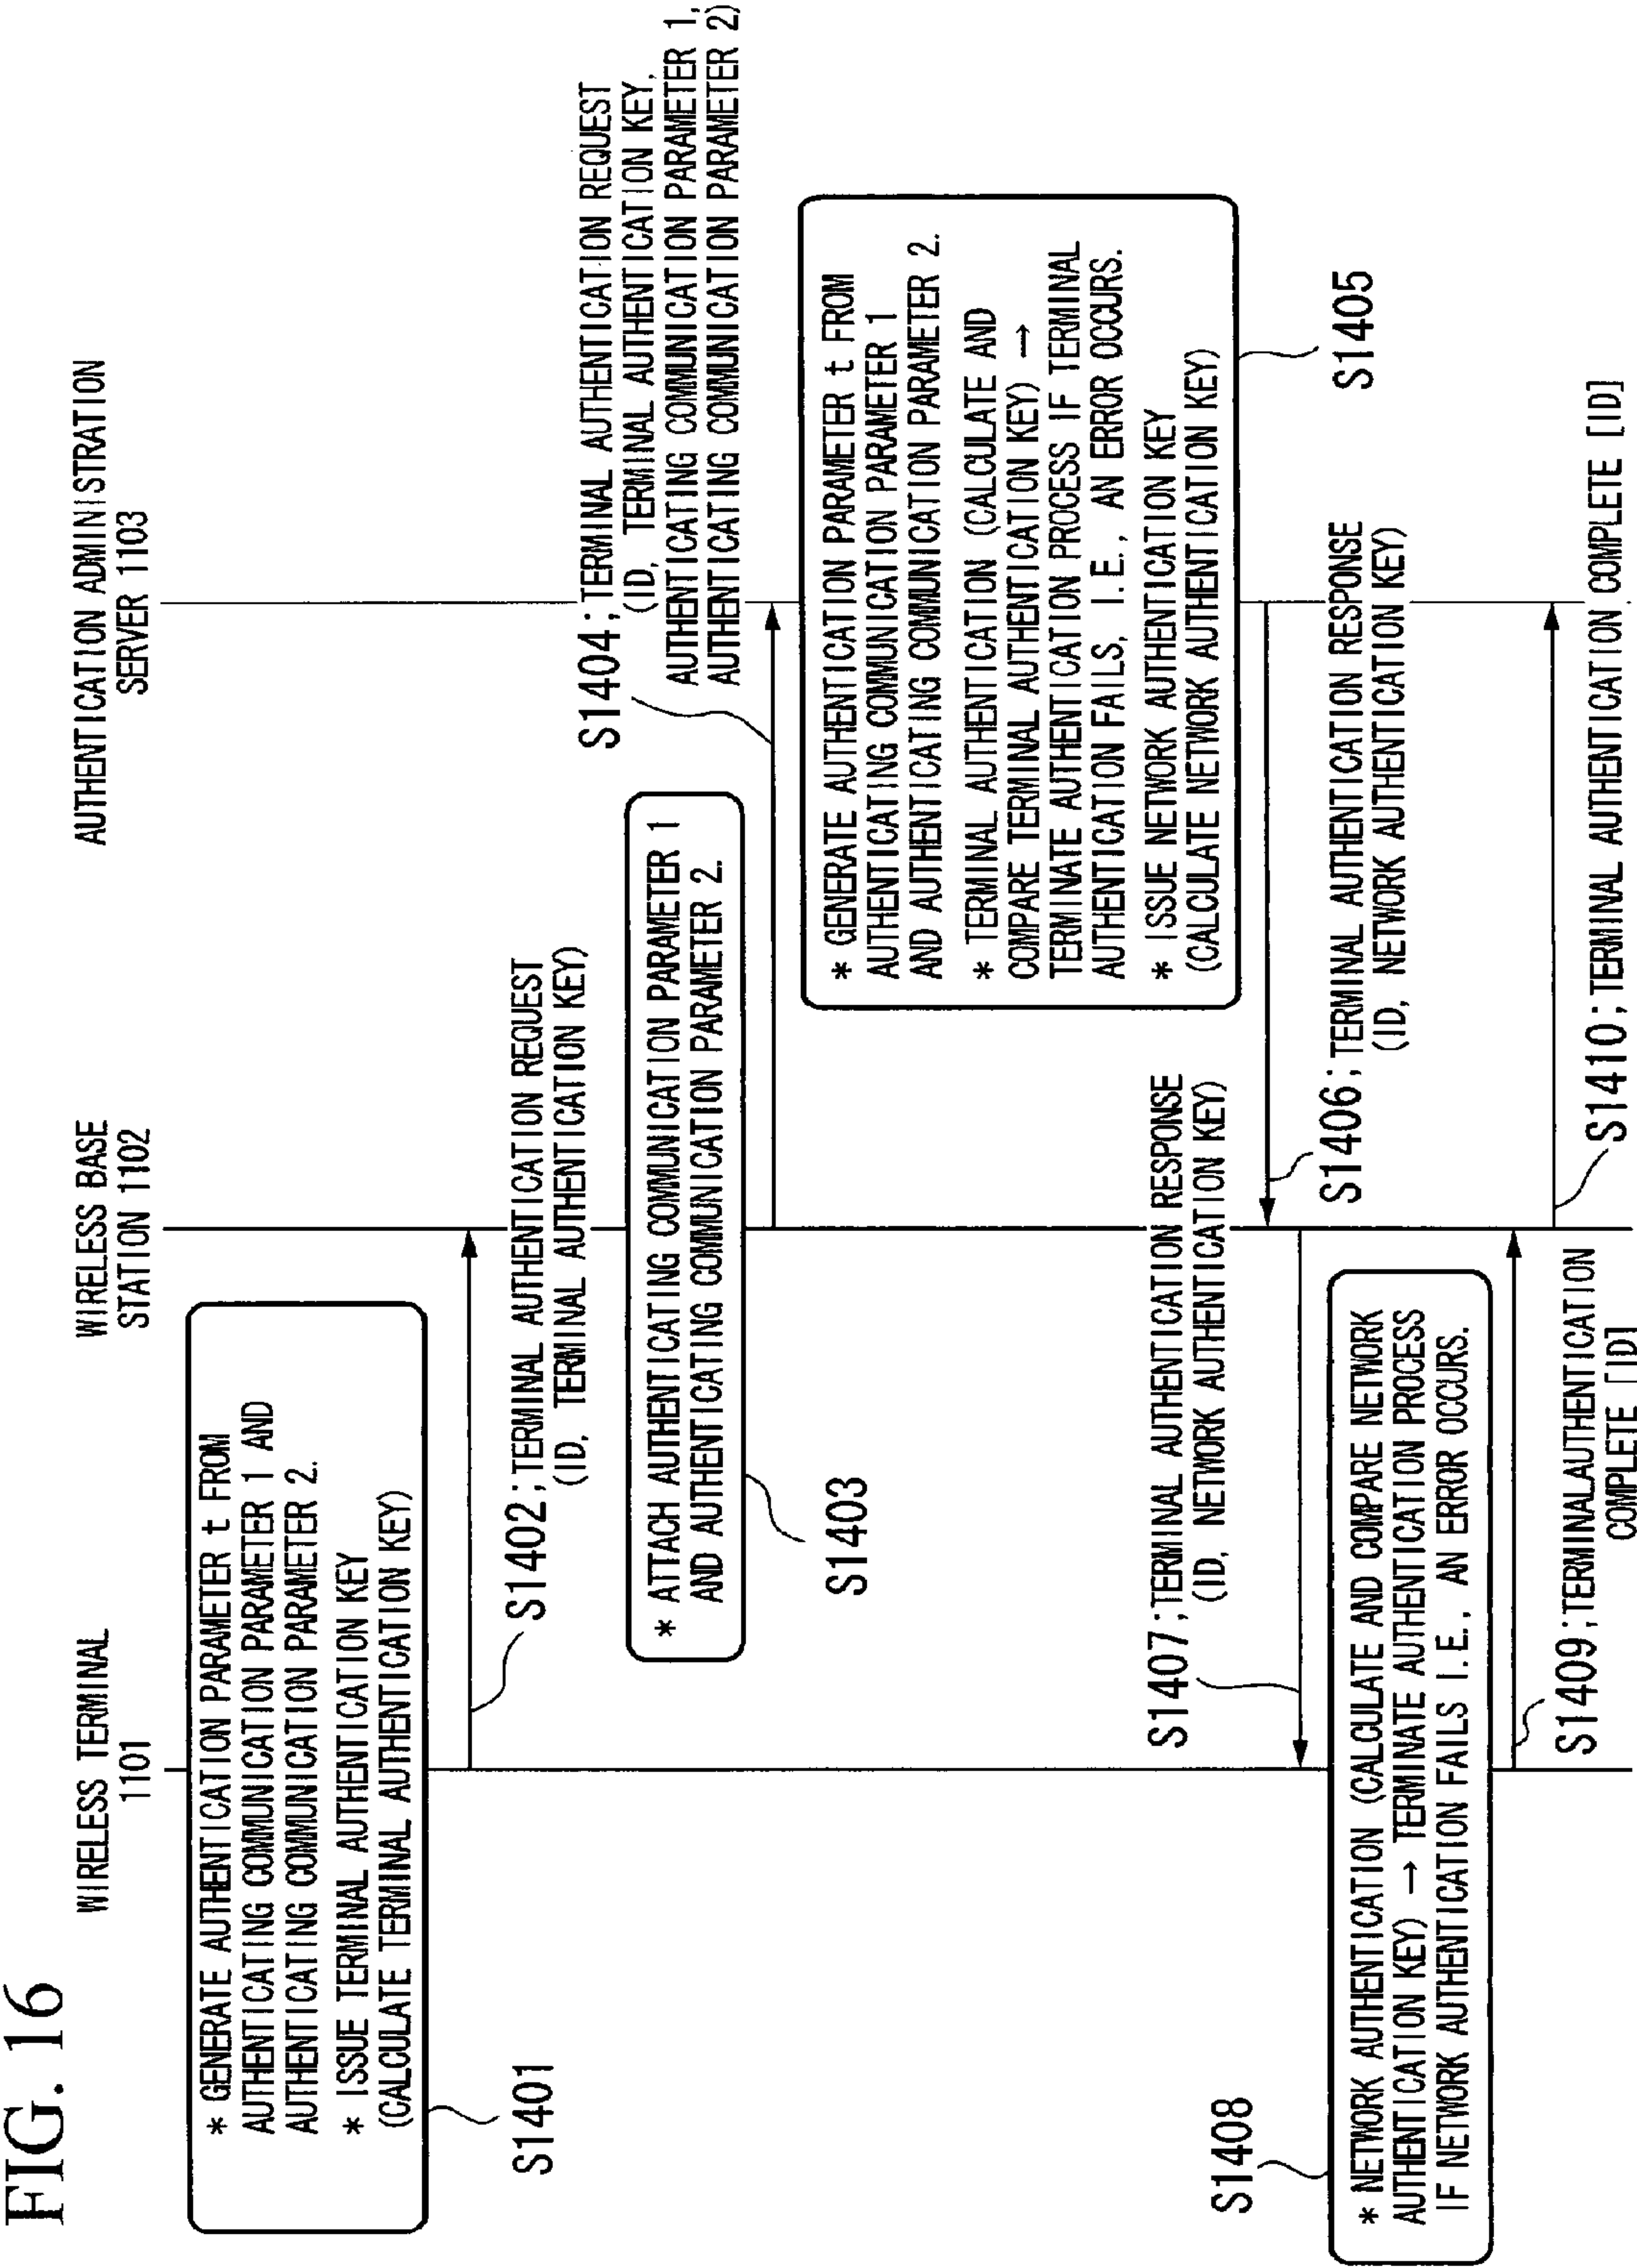 FIG. 16
WIRELESS TERMINAL
1101
WIRELESS BASE
STATION 1102
AUTHENTICATION ADMINISTRATION
SERVER 1103
* GENERATE AUTHENTICATION PARAMETER t FROM
AUTHENTICATING COMMUNICATION PARAMETER 1 AND
AUTHENTICATING COMMUNICATION PARAMETER 2.
* ISSUE TERMINAL AUTHENTICATION KEY
(CALCULATE TERMINAL AUTHENTICATION KEY)
S1401
S1402; TERMINAL AUTHENTICATION REQUEST
(ID, TERMINAL AUTHENTICATION KEY)
* ATTACH AUTHENTICATING COMMUNICATION PARAMETER 1
AND AUTHENTICATING COMMUNICATION PARAMETER 2.
S1403
S1404; TERMINAL AUTHENTICATION REQUEST
(ID, TERMINAL AUTHENTICATION KEY,
AUTHENTICATING COMMUNICATION PARAMETER 1,
AUTHENTICATING COMMUNICATION PARAMETER 2)
* GENERATE AUTHENTICATION PARAMETER t FROM
AUTHENTICATING COMMUNICATION PARAMETER 1
AND AUTHENTICATING COMMUNICATION PARAMETER 2.
* TERMINAL AUTHENTICATION (CALCULATE AND
COMPARE TERMINAL AUTHENTICATION KEY) →
TERMINATE AUTHENTICATION PROCESS IF TERMINAL
AUTHENTICATION FAILS, I.E., AN ERROR OCCURS.
* ISSUE NETWORK AUTHENTICATION KEY
(CALCULATE NETWORK AUTHENTICATION KEY)
S1405
S1406; TERMINAL AUTHENTICATION RESPONSE
(ID, NETWORK AUTHENTICATION KEY)
S1407; TERMINAL AUTHENTICATION RESPONSE
(ID, NETWORK AUTHENTICATION KEY)
S1408
* NETWORK AUTHENTICATION (CALCULATE AND COMPARE NETWORK
AUTHENTICATION KEY) → TERMINATE AUTHENTICATION PROCESS
IF NETWORK AUTHENTICATION FAILS I.E., AN ERROR OCCURS.
S1409; TERMINAL AUTHENTICATION
COMPLETE [ID]
S1410; TERMINAL AUTHENTICATION COMPLETE [ID]